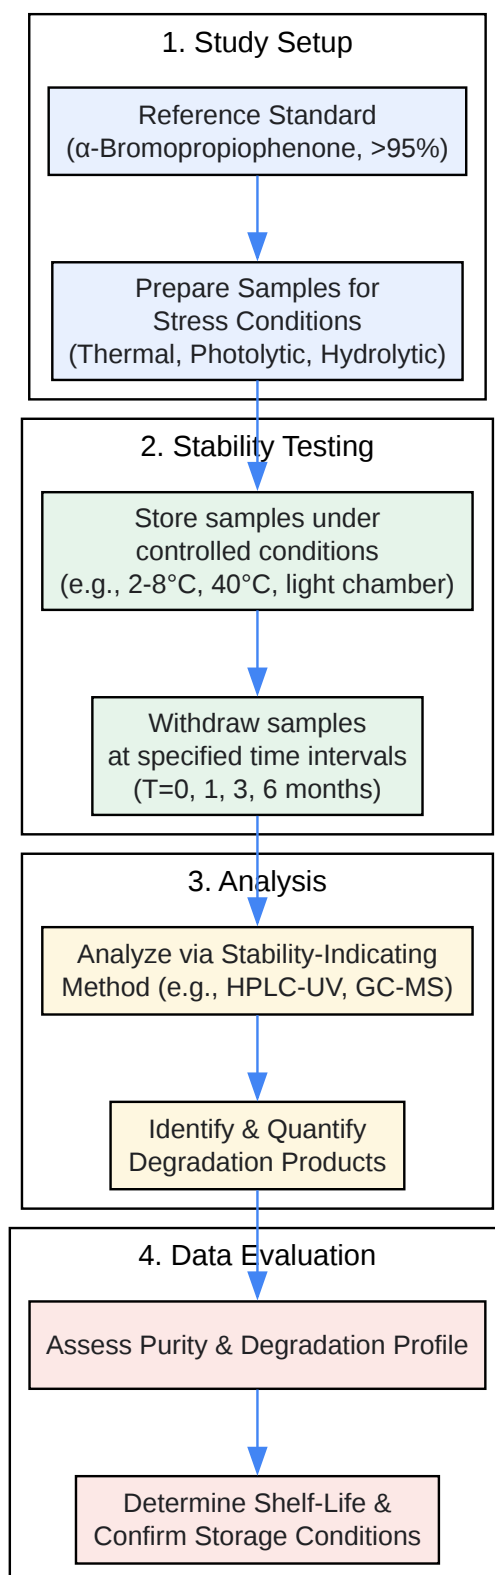 1. Study Setup
Reference Standard
(α-Bromopropiophenone, >95%)
Prepare Samples for
Stress Conditions
(Thermal, Photolytic, Hydrolytic)
2. Stability Testing
Store samples under
controlled conditions
(e.g., 2-8°C, 40°C, light chamber)
Withdraw samples
at specified time intervals
(T=0, 1, 3, 6 months)
3. Analysis
Analyze via Stability-Indicating
Method (e.g., HPLC-UV, GC-MS)
Identify & Quantify
Degradation Products
4. Data Evaluation
Assess Purity & Degradation Profile
Determine Shelf-Life &
Confirm Storage Conditions